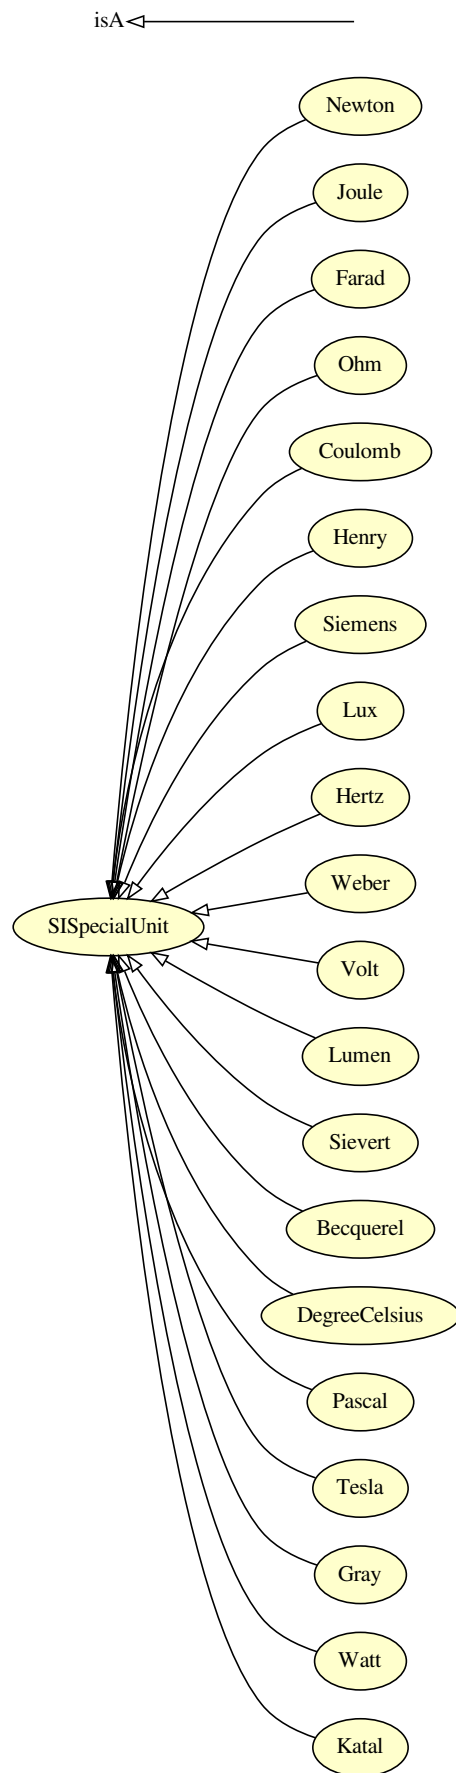 isA
Newton
Joule
Farad
Ohm
Coulomb
Henry
Siemens
Lux
Hertz
Weber
SISpecialUnit
Volt
Lumen
Sievert
Becquerel
DegreeCelsius
Pascal
Tesla
Gray
Watt
Katal